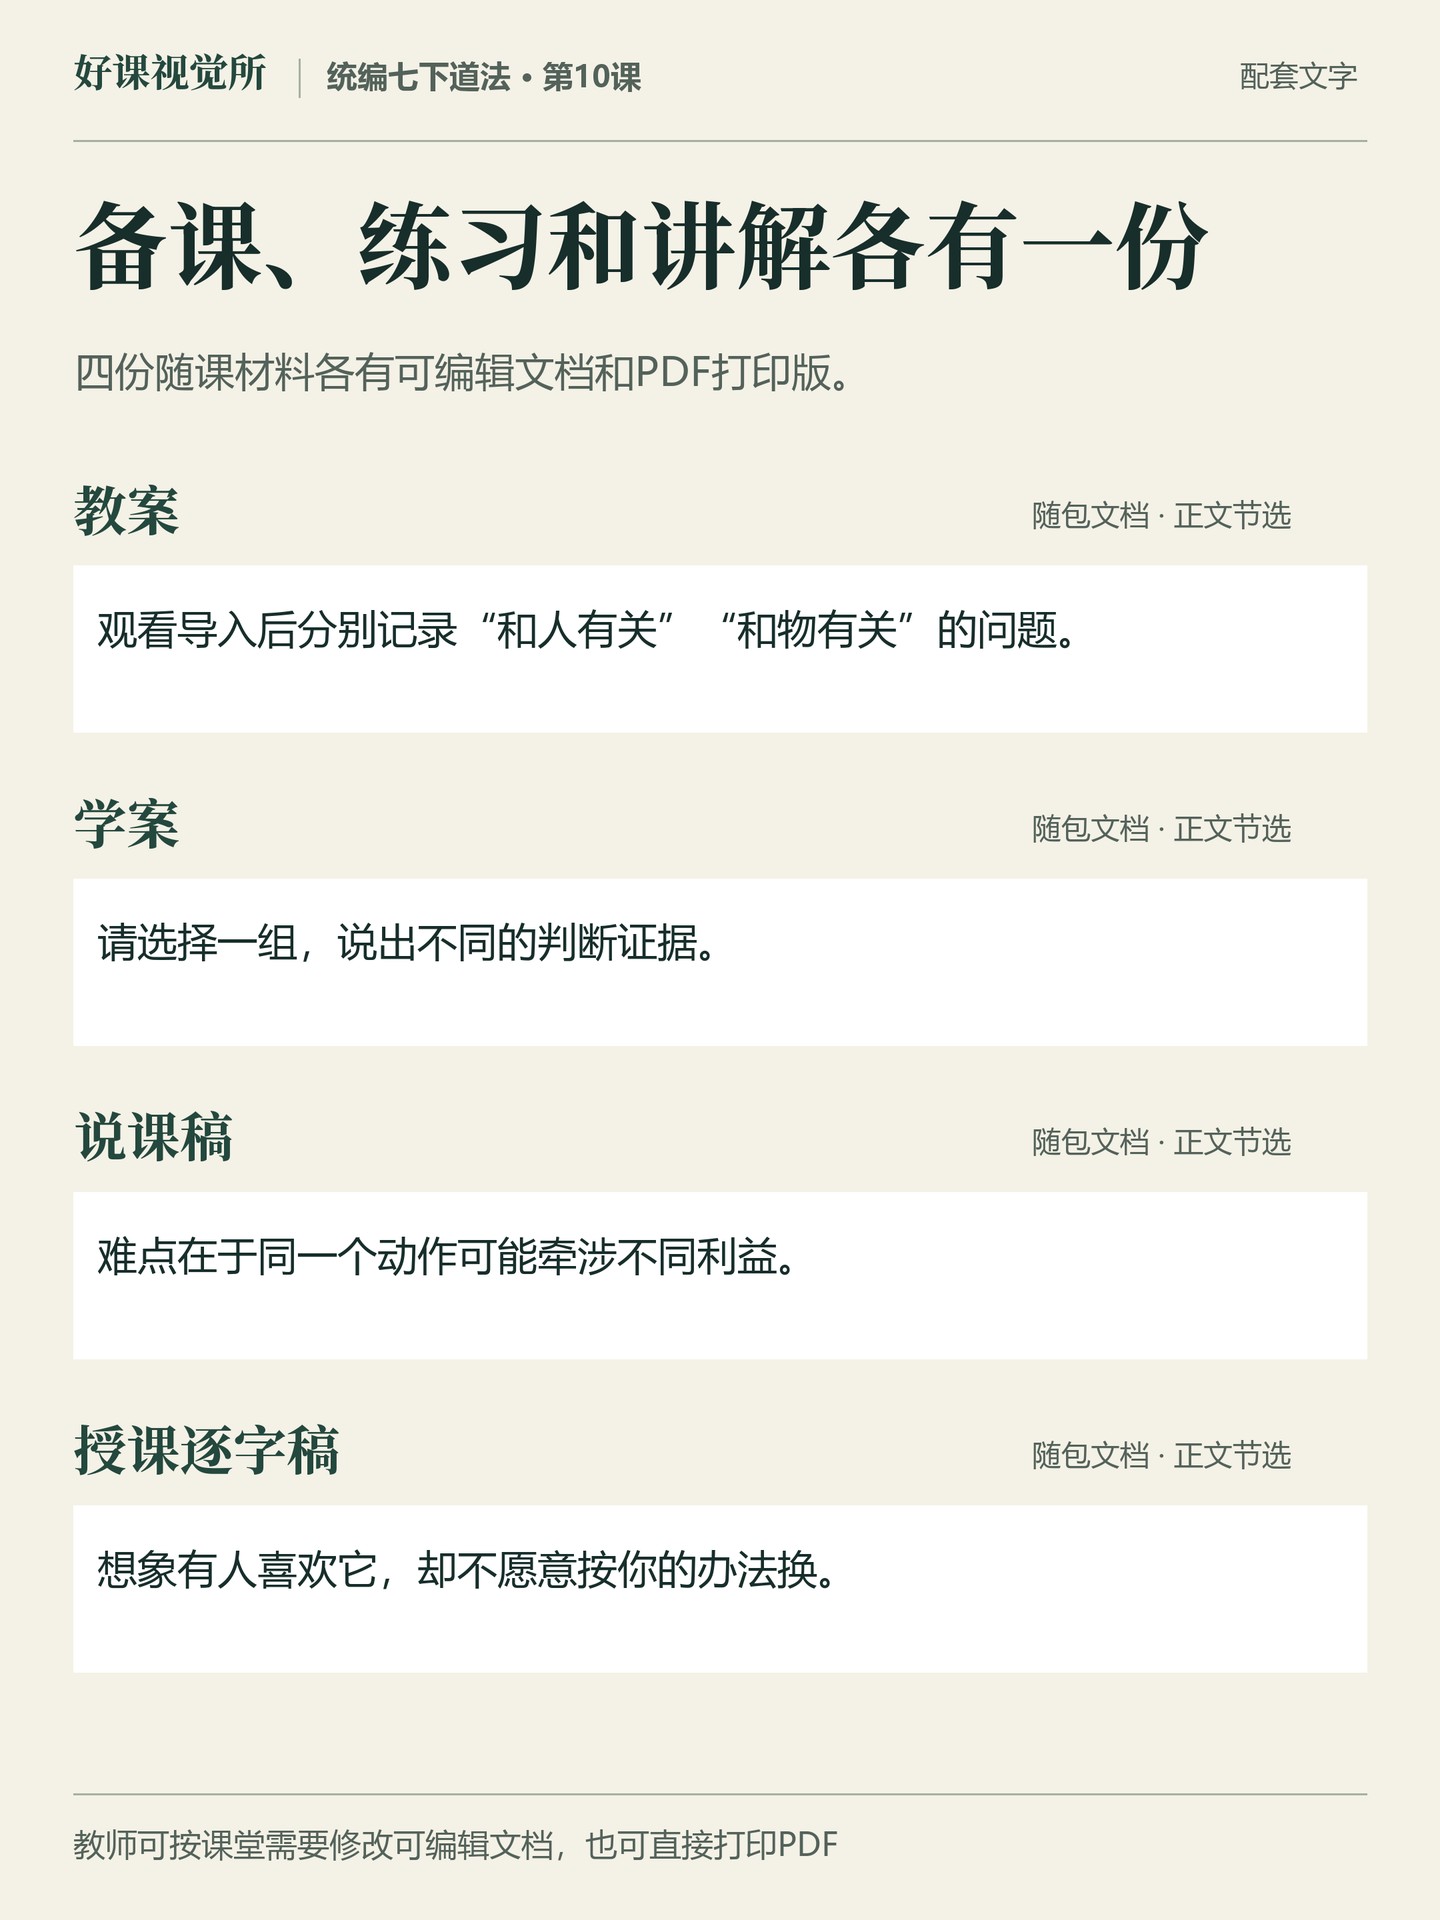 好课视觉所 | 统编七下道法·第10课 配套文字
备课、练习和讲解各有一份
四份随课材料各有可编辑文档和PDF打印版。
教案 随包文档·正文节选
观看导入后分别记录“和人有关”“和物有关”的问题。
学案 随包文档·正文节选
请选择一组，说出不同的判断证据。
说课稿 随包文档·正文节选
难点在于同一个动作可能牵涉不同利益。
授课逐字稿 随包文档·正文节选
想象有人喜欢它，却不愿意按你的办法换。
教师可按课堂需要修改可编辑文档，也可直接打印PDF